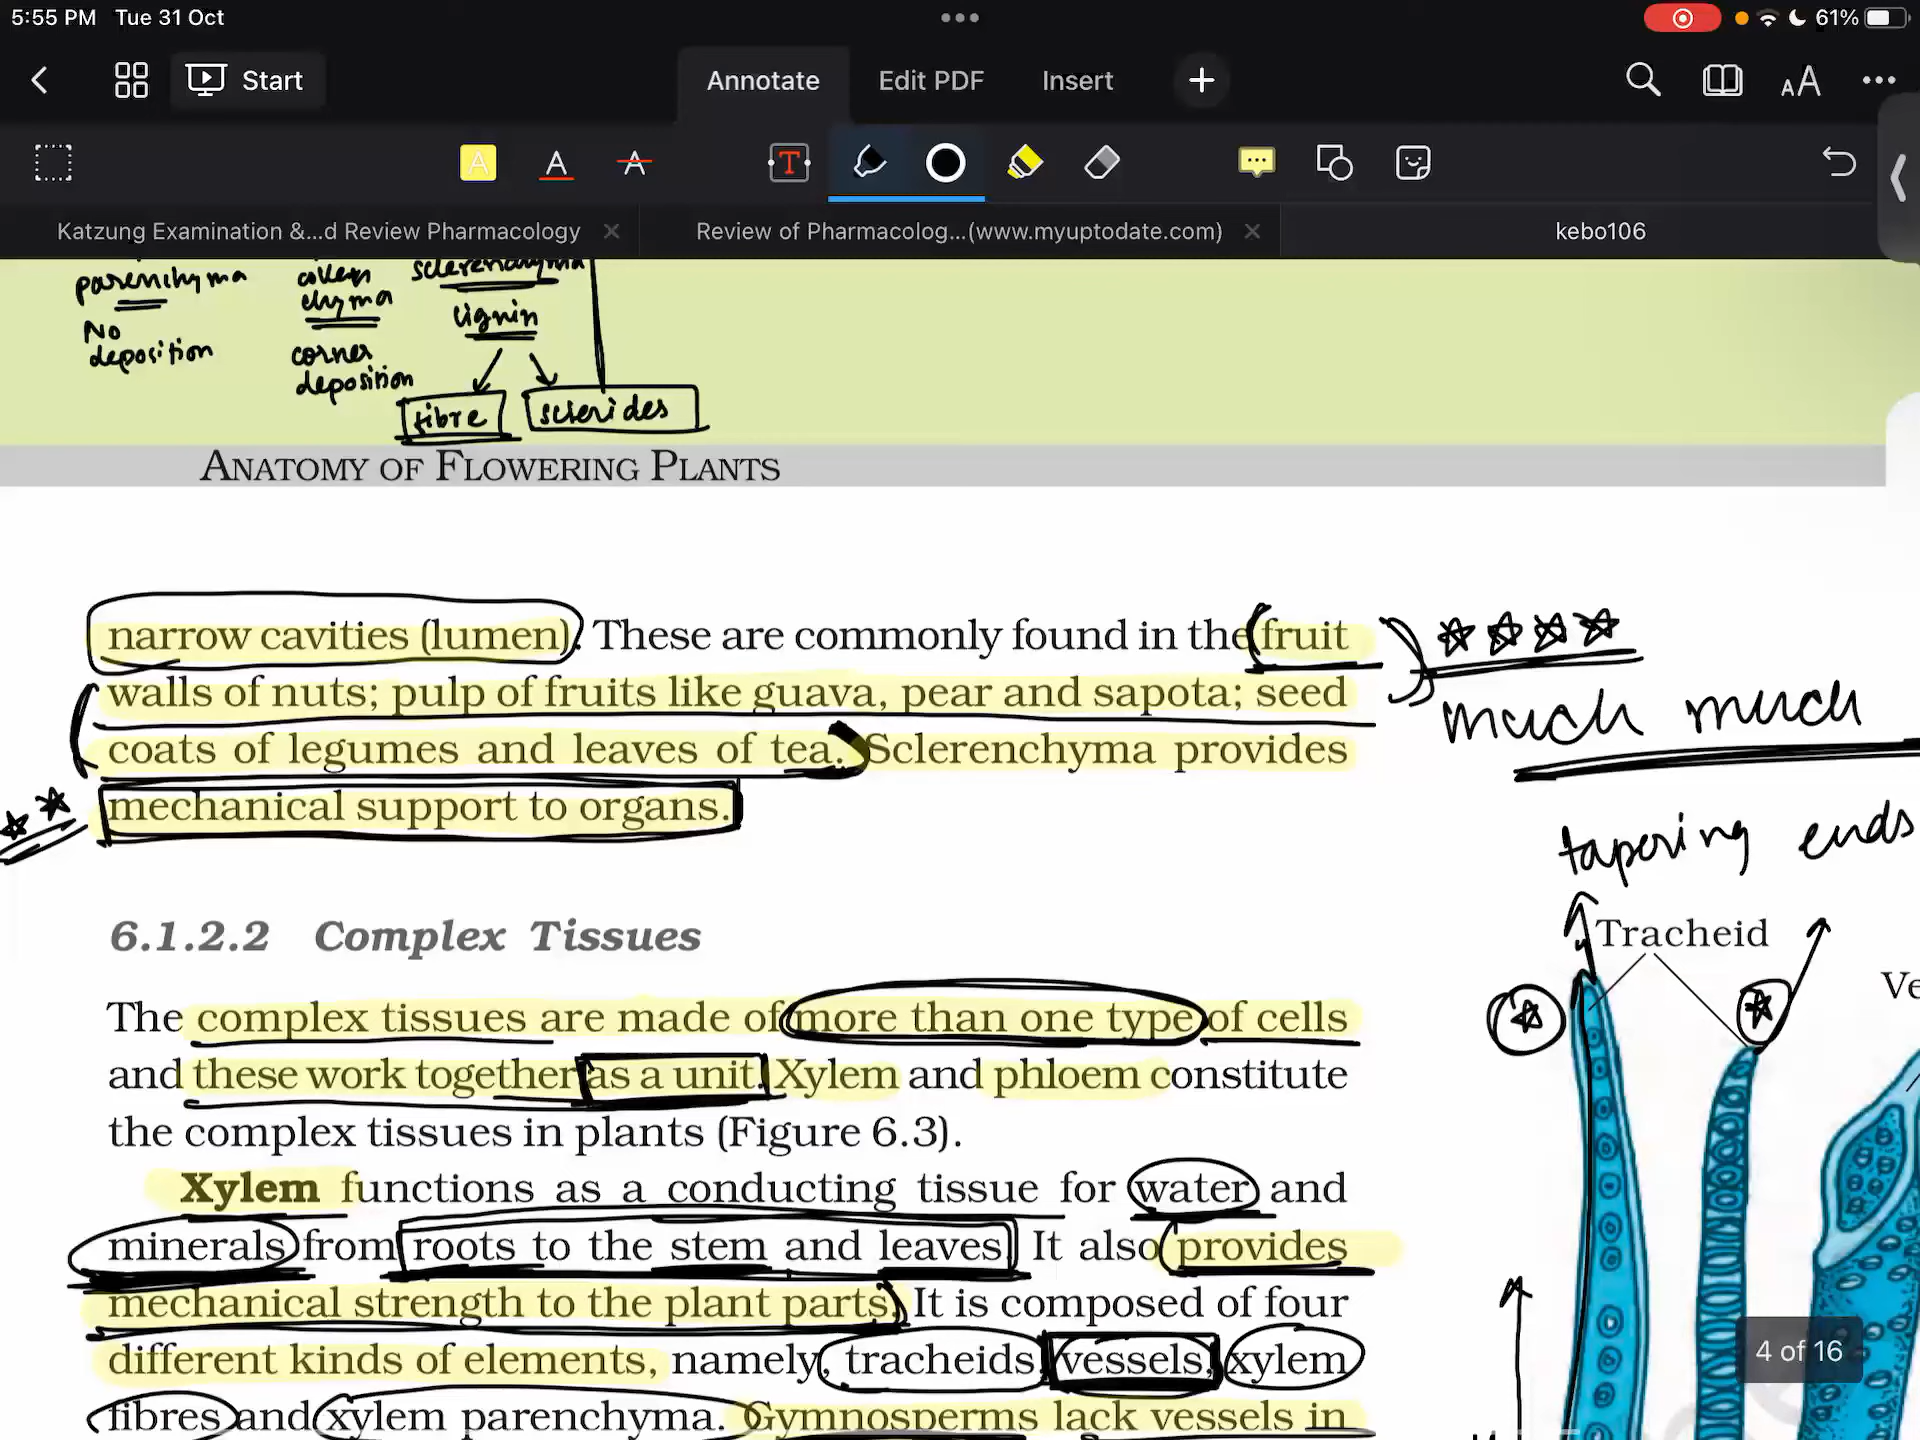 5:55 PM Tue 31 Oct
61%
Start
Annotate
Edit PDF
Insert
Katzung Examination &...d Review Pharmacology
Review of Pharmacolog...(www.myuptodate.com)
kebo106
parenchyma
No
deposition
collen
chyma
corner
deposition
sclerenchyma
lignin
fibre
sclerides
ANATOMY OF FLOWERING PLANTS
narrow cavities (lumen). These are commonly found in the fruit
walls of nuts; pulp of fruits like guava, pear and sapota; seed
coats of legumes and leaves of tea. Sclerenchyma provides
mechanical support to organs.
much much
tapering ends
6.1.2.2 Complex Tissues
The complex tissues are made of more than one type of cells
and these work together as a unit. Xylem and phloem constitute
the complex tissues in plants (Figure 6.3).
Xylem functions as a conducting tissue for water and
minerals from roots to the stem and leaves. It also provides
mechanical strength to the plant parts. It is composed of four
different kinds of elements, namely, tracheids, vessels, xylem
fibres and xylem parenchyma. Gymnosperms lack vessels in
Tracheid
Ve
4 of 16